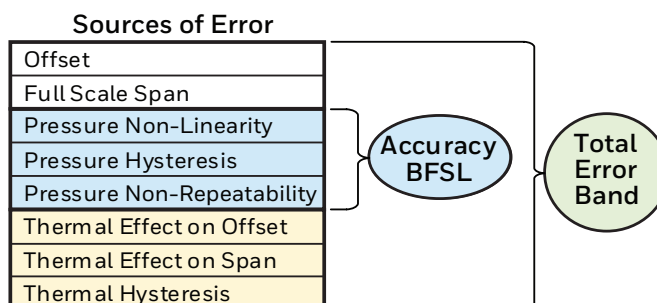 Sources of Error
Offset
Full Scale Span
Pressure Non-Linearity
Pressure Hysteresis
Pressure Non-Repeatability
Thermal Effect on Offset
Thermal Effect on Span
Thermal Hysteresis
Accuracy
BFSL
Total
Error
Band